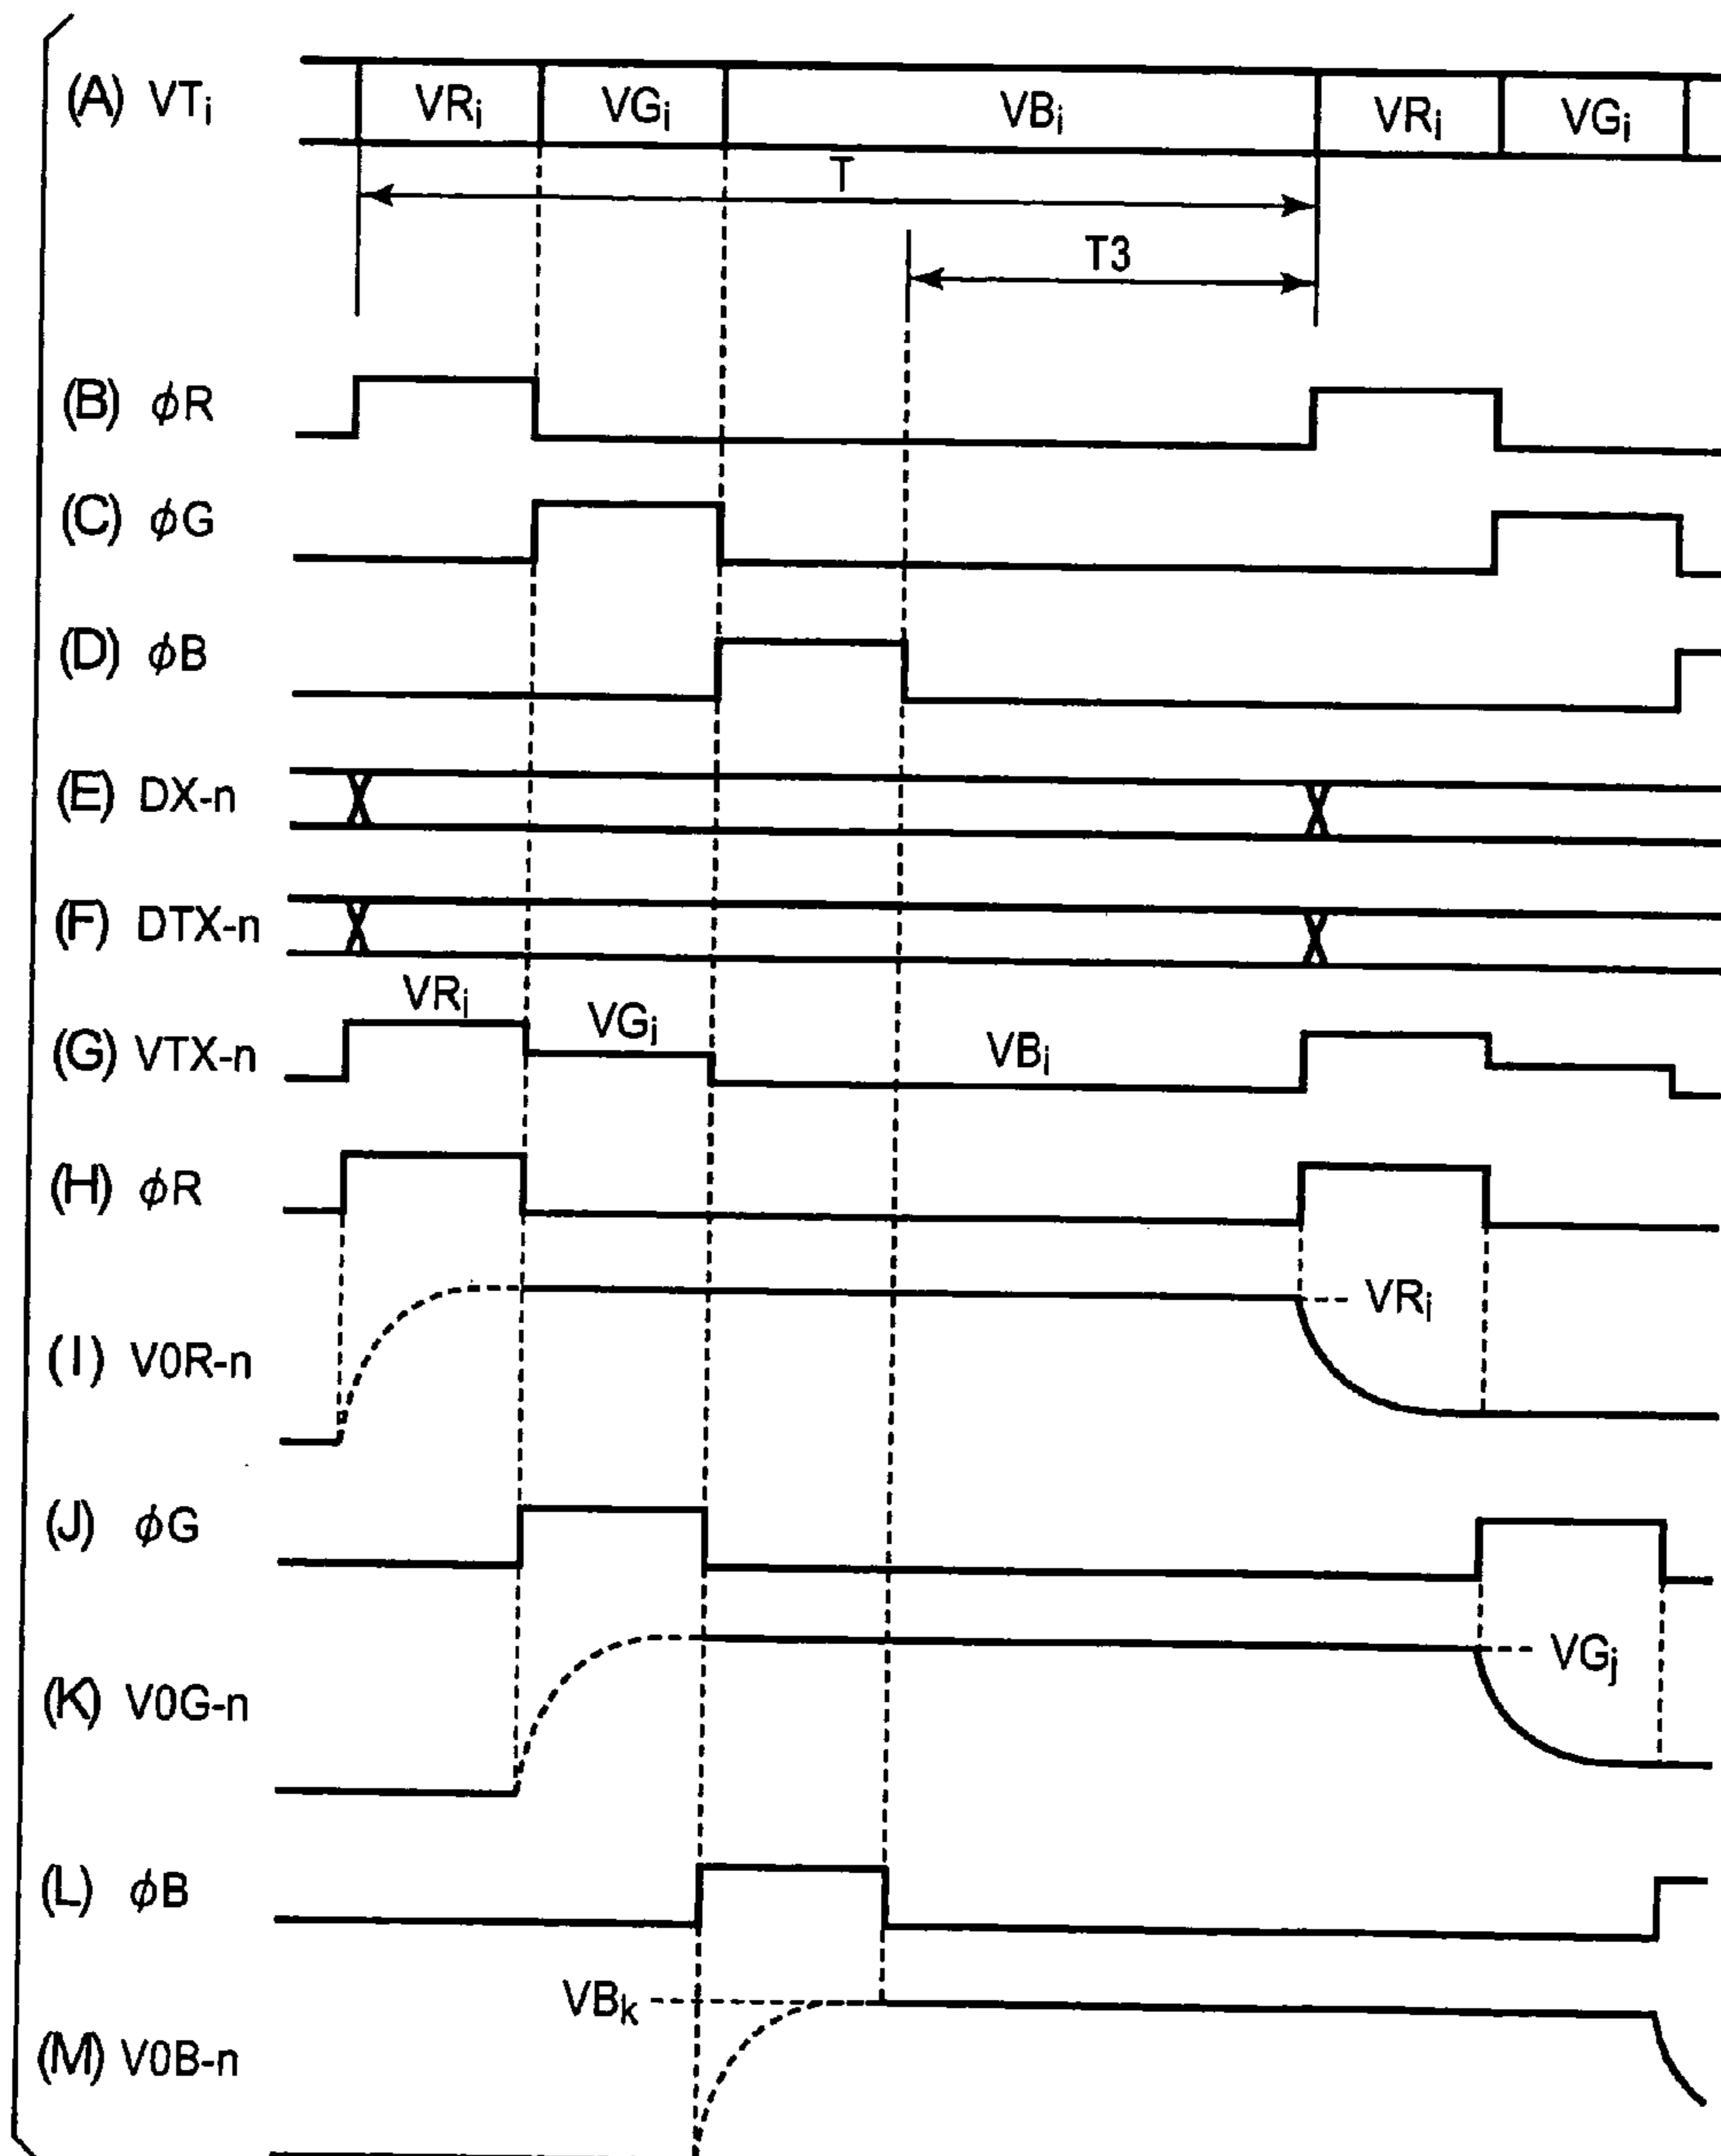 (A) VTi VRi VGi VBi VRi VGi
T
T3
(B) ϕR
(C) ϕG
(D) ϕB
(E) DX-n
(F) DTX-n
VRi VGj
(G) VTX-n VBi
(H) ϕR
VRi
(I) V0R-n
(J) ϕG
VGj
(K) V0G-n
(L) ϕB
VBk
(M) V0B-n